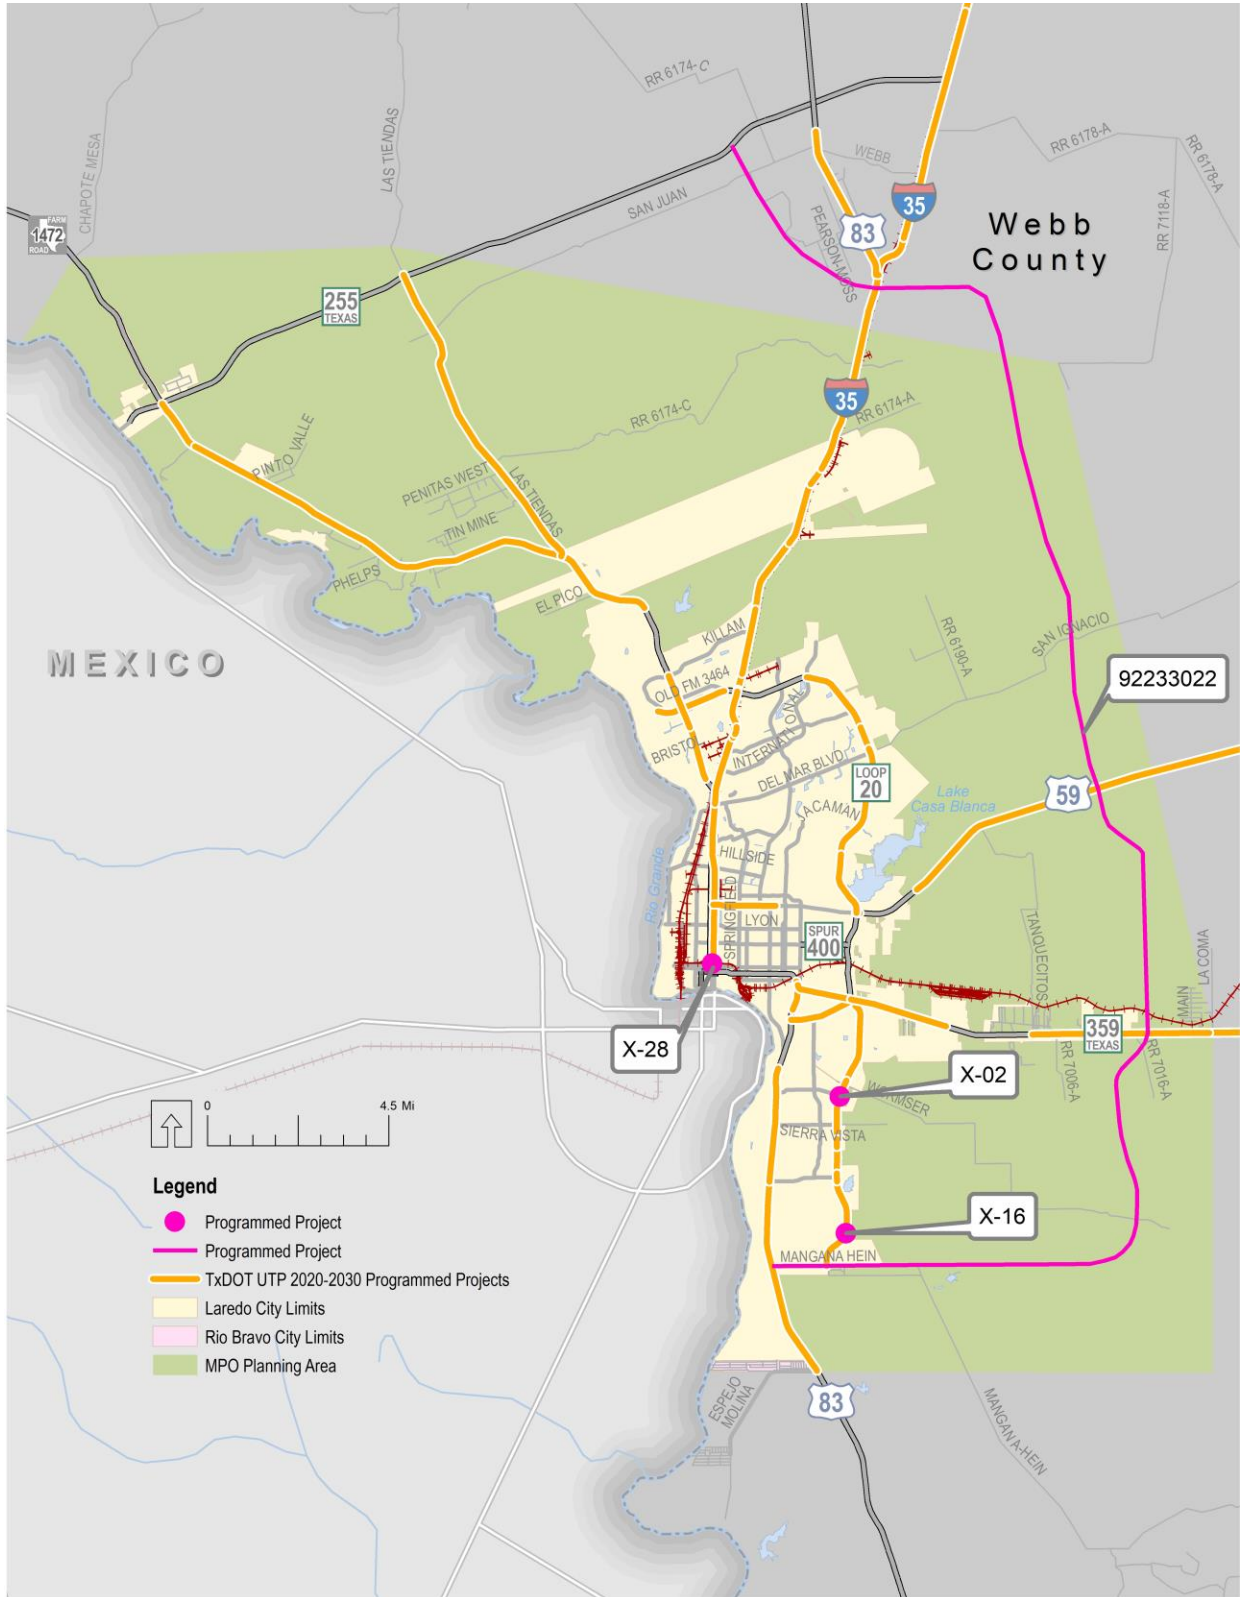 RR 6174-C
CHAPOTE MESA
LAS TIENDAS
WEBB
RR 6178-A
RR 6178-A
RR 7118-A
SAN JUAN
PEARSON-MOSS
35
83
Webb
County
FARM
1472
ROAD
255
TEXAS
35
RR 6174-C
RR 6174-A
PINTO VALLE
PENITAS WEST
LAS TIENDAS
TIN MINE
PHELPS
EL PICO
KILLAM
RR 6190-A
SAN IGNACIO
MEXICO
OLD FM 3464
92233022
BRISTOL
INTERNATIONAL
DEL MAR BLVD
LOOP
20
59
Lake
Casa Blanca
JACAMAN
HILLSIDE
Rio Grande
SPRINGFIELD
LYON
SPUR
400
TANQUECITOS
LA COMA
MAIN
359
TEXAS
X-28
RR 7006-A
RR 7016-A
X-02
WORMSER
SIERRA VISTA
0
4.5 Mi
X-16
MANGANA HEIN
Legend
Programmed Project
Programmed Project
TxDOT UTP 2020-2030 Programmed Projects
Laredo City Limits
Rio Bravo City Limits
MPO Planning Area
83
ESPEJO
MOLINA
MANGANA-HEIN